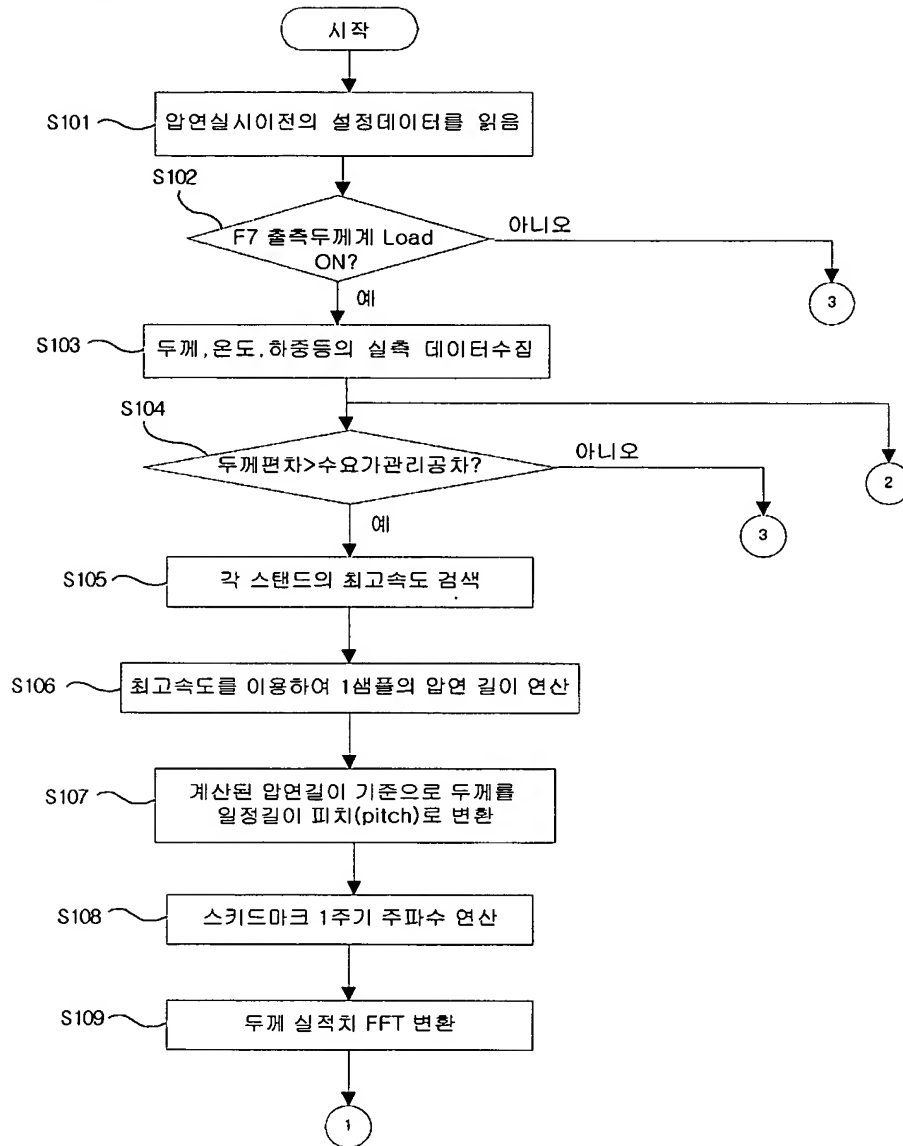 시작
S101
압연실시이전의 설정데이터를 읽음
S102
F7 출측두께계 Load
ON?
아니오
3
예
S103
두께,온도,하중등의 실측 데이터수집
S104
두께편차>수요가관리공차?
아니오
2
3
예
S105
각 스탠드의 최고속도 검색
S106
최고속도를 이용하여 1샘플의 압연 길이 연산
S107
계산된 압연길이 기준으로 두께를
일정길이 피치(pitch)로 변환
S108
스키드마크 1주기 주파수 연산
S109
두께 실적치 FFT 변환
1